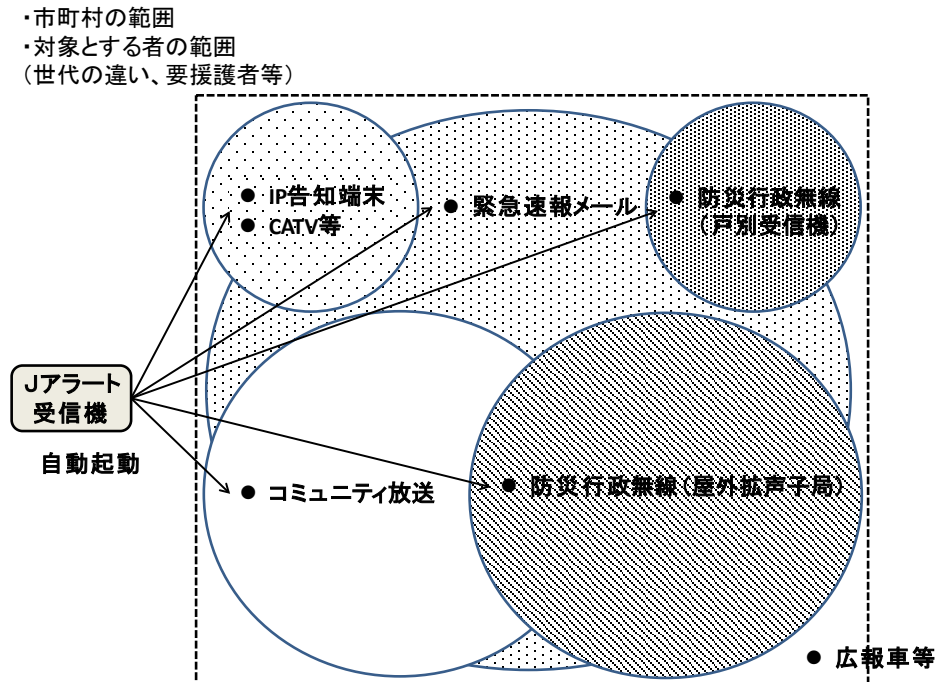 ・市町村の範囲
・対象とする者の範囲
（世代の違い、要援護者等）
● IP告知端末
● CATV等
● 緊急速報メール
● 防災行政無線
（戸別受信機）
Ｊアラート
受信機
自動起動
● コミュニティ放送
● 防災行政無線（屋外拡声子局）
● 広報車等